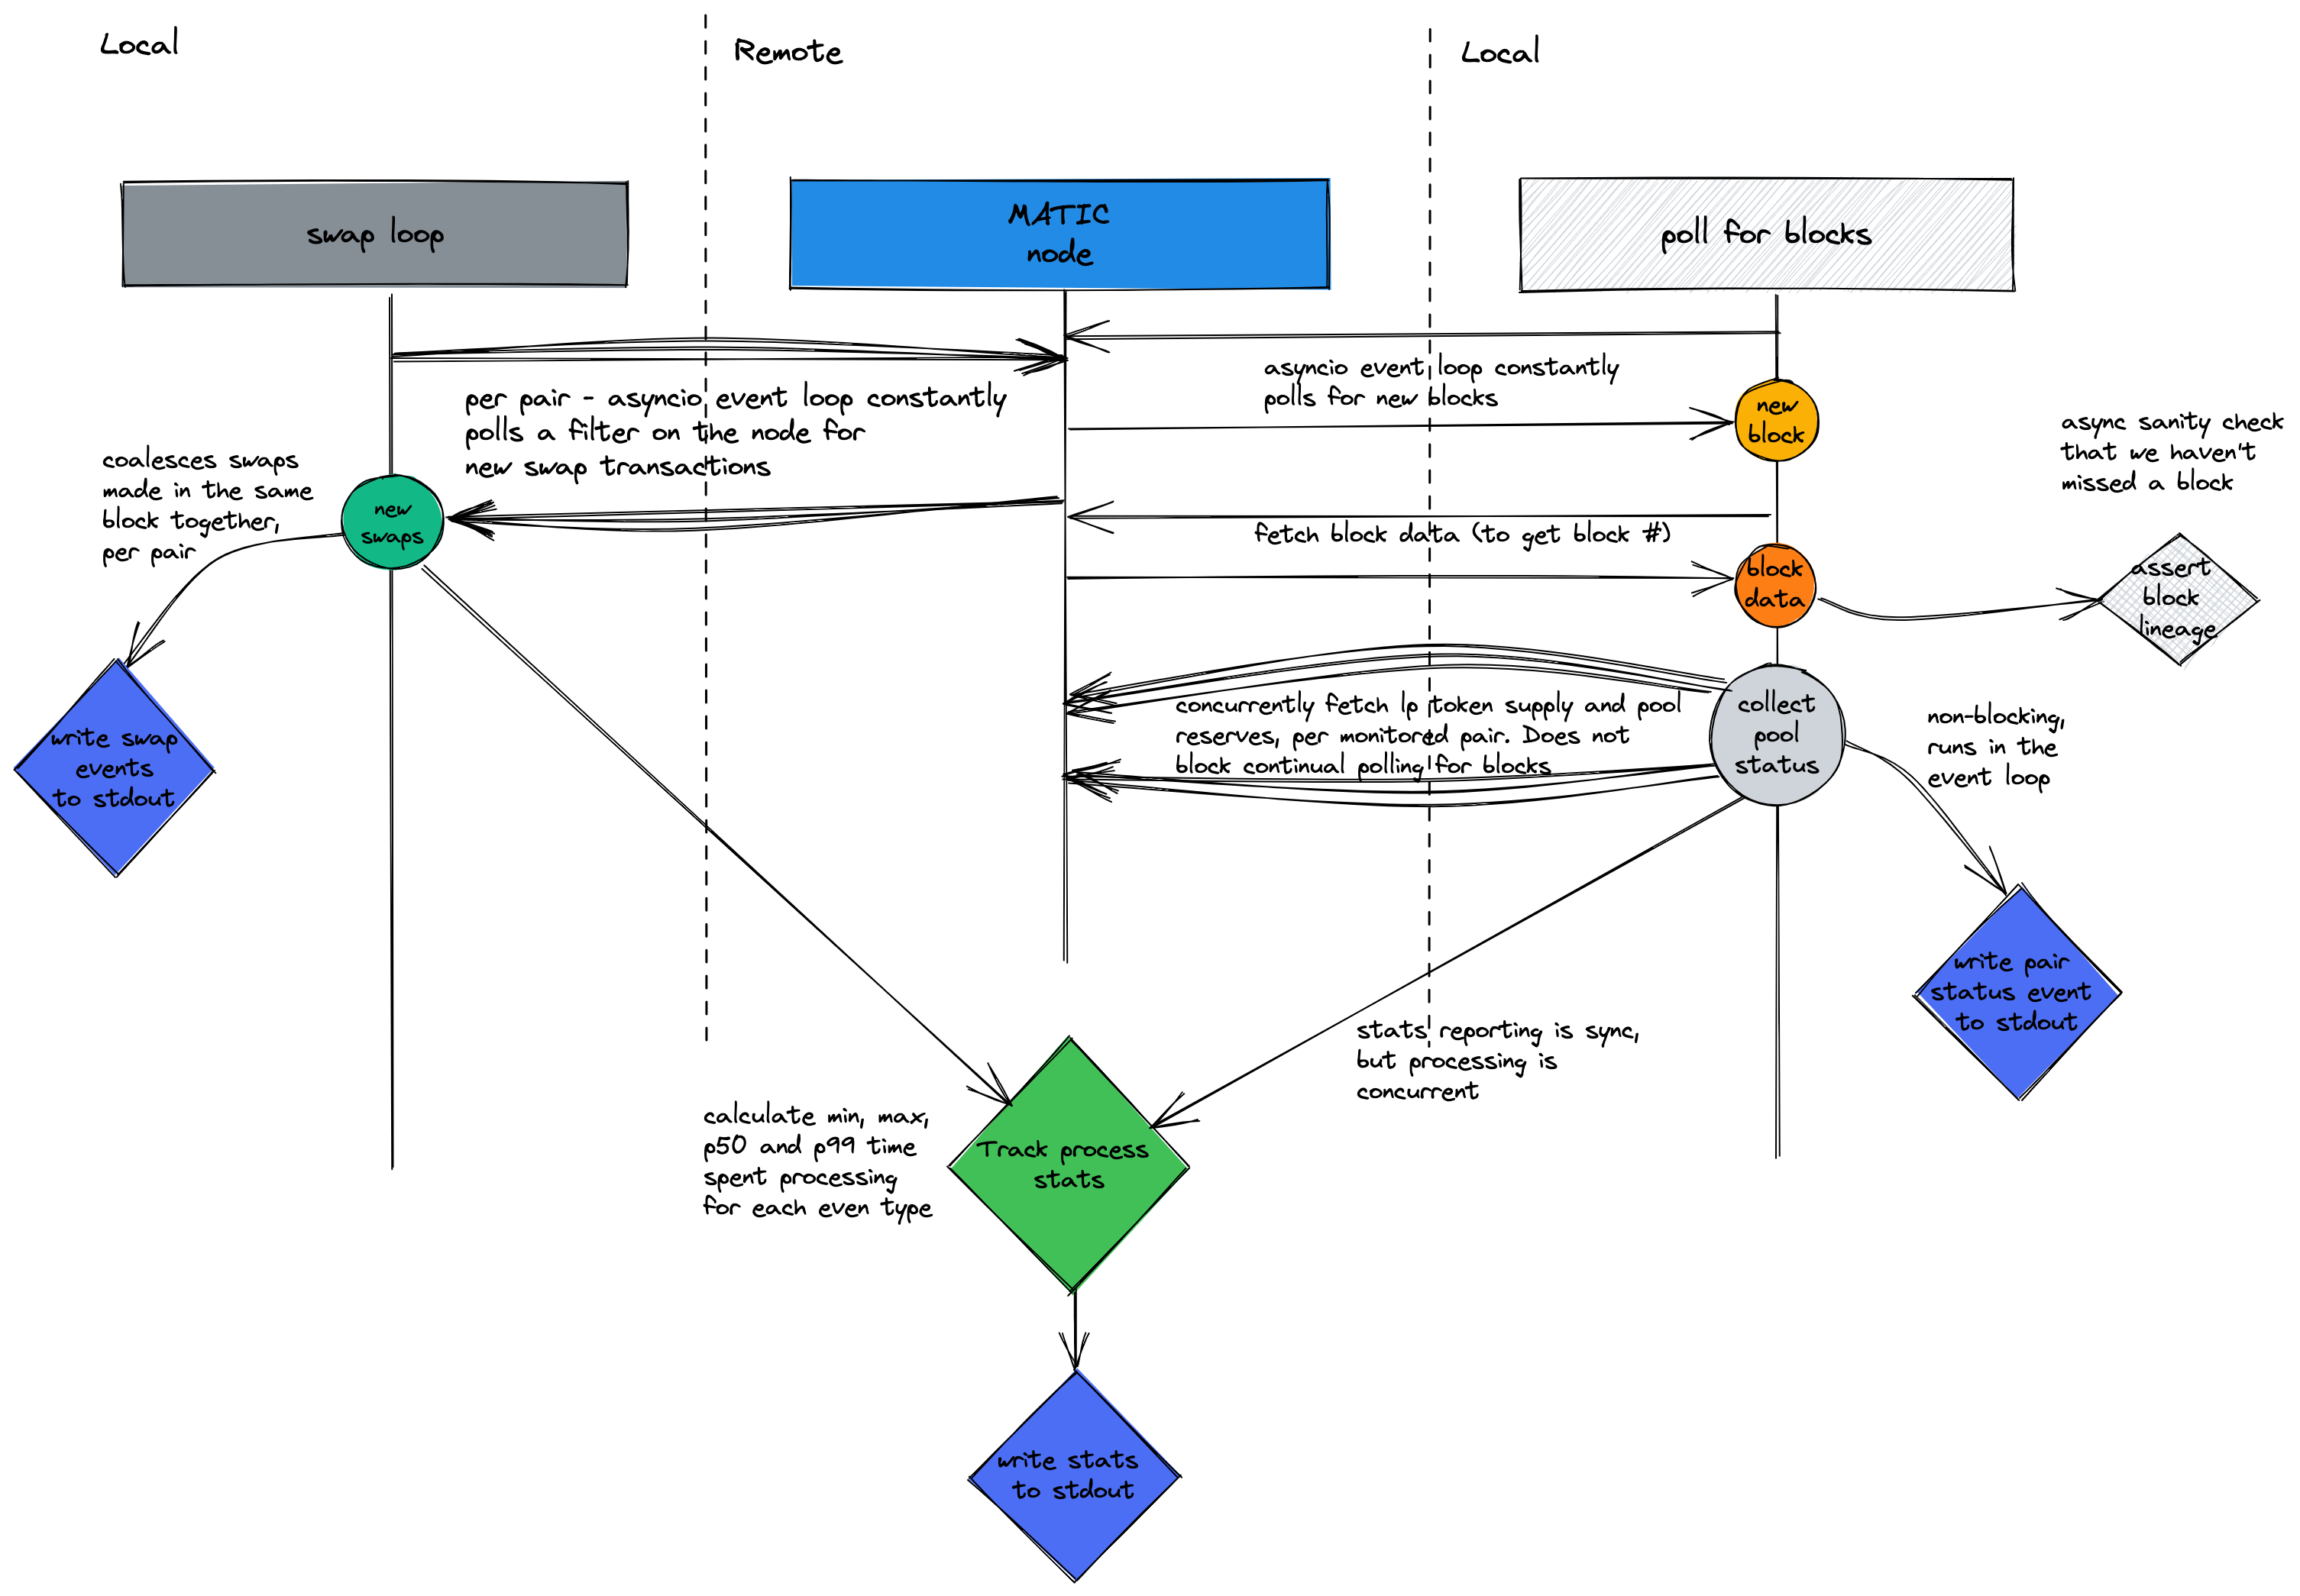 Local
Remote
Local
swap loop
MATIC
node
poll for blocks
asyncio event loop constantly
polls for new blocks
per pair - asyncio event loop constantly
polls a filter on the node for
new swap transactions
new
block
async sanity check
that we haven't
missed a block
coalesces swaps
made in the same
block together,
per pair
new
swaps
fetch block data (to get block #)
block
data
assert
block
lineage
concurrently fetch lp token supply and pool
reserves, per monitored pair. Does not
block continual polling for blocks
collect
pool
status
non-blocking,
runs in the
event loop
write swap
events
to stdout
write pair
status event
to stdout
stats reporting is sync,
but processing is
concurrent
calculate min, max,
p50 and p99 time
spent processing
for each even type
Track process
stats
write stats
to stdout